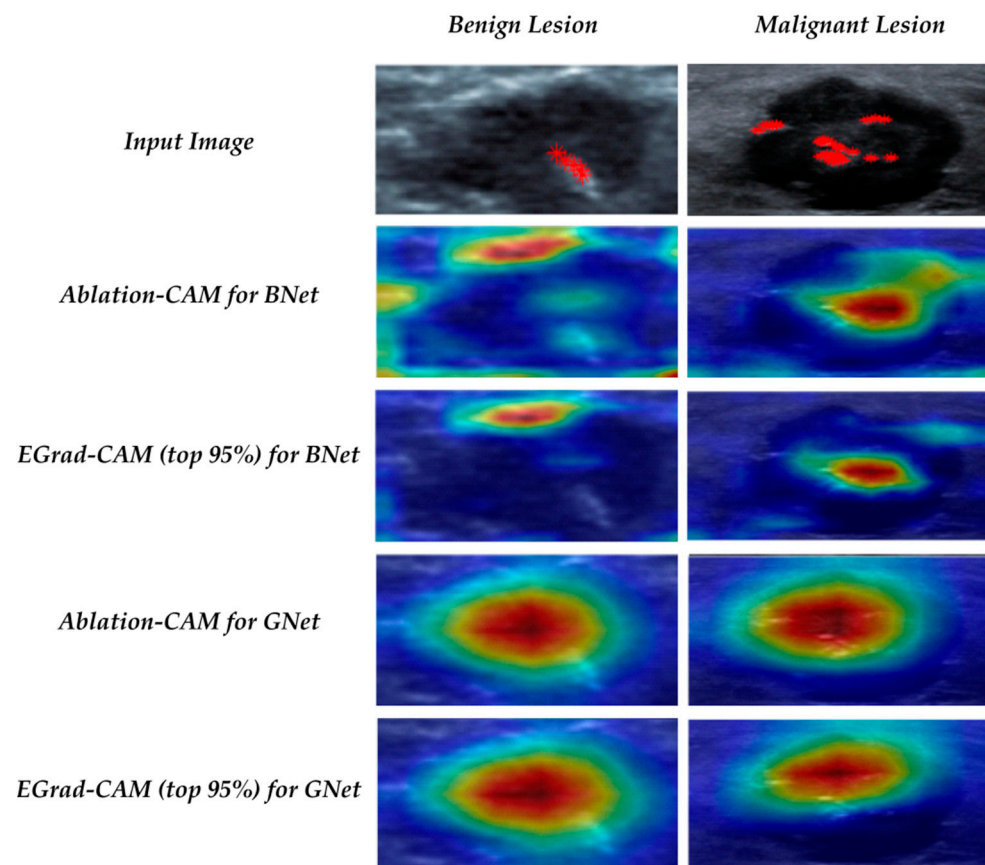 Benign Lesion
Malignant Lesion
Input Image
Ablation-CAM for BNet
EGrad-CAM (top 95%) for BNet
Ablation-CAM for GNet
EGrad-CAM (top 95%) for GNet